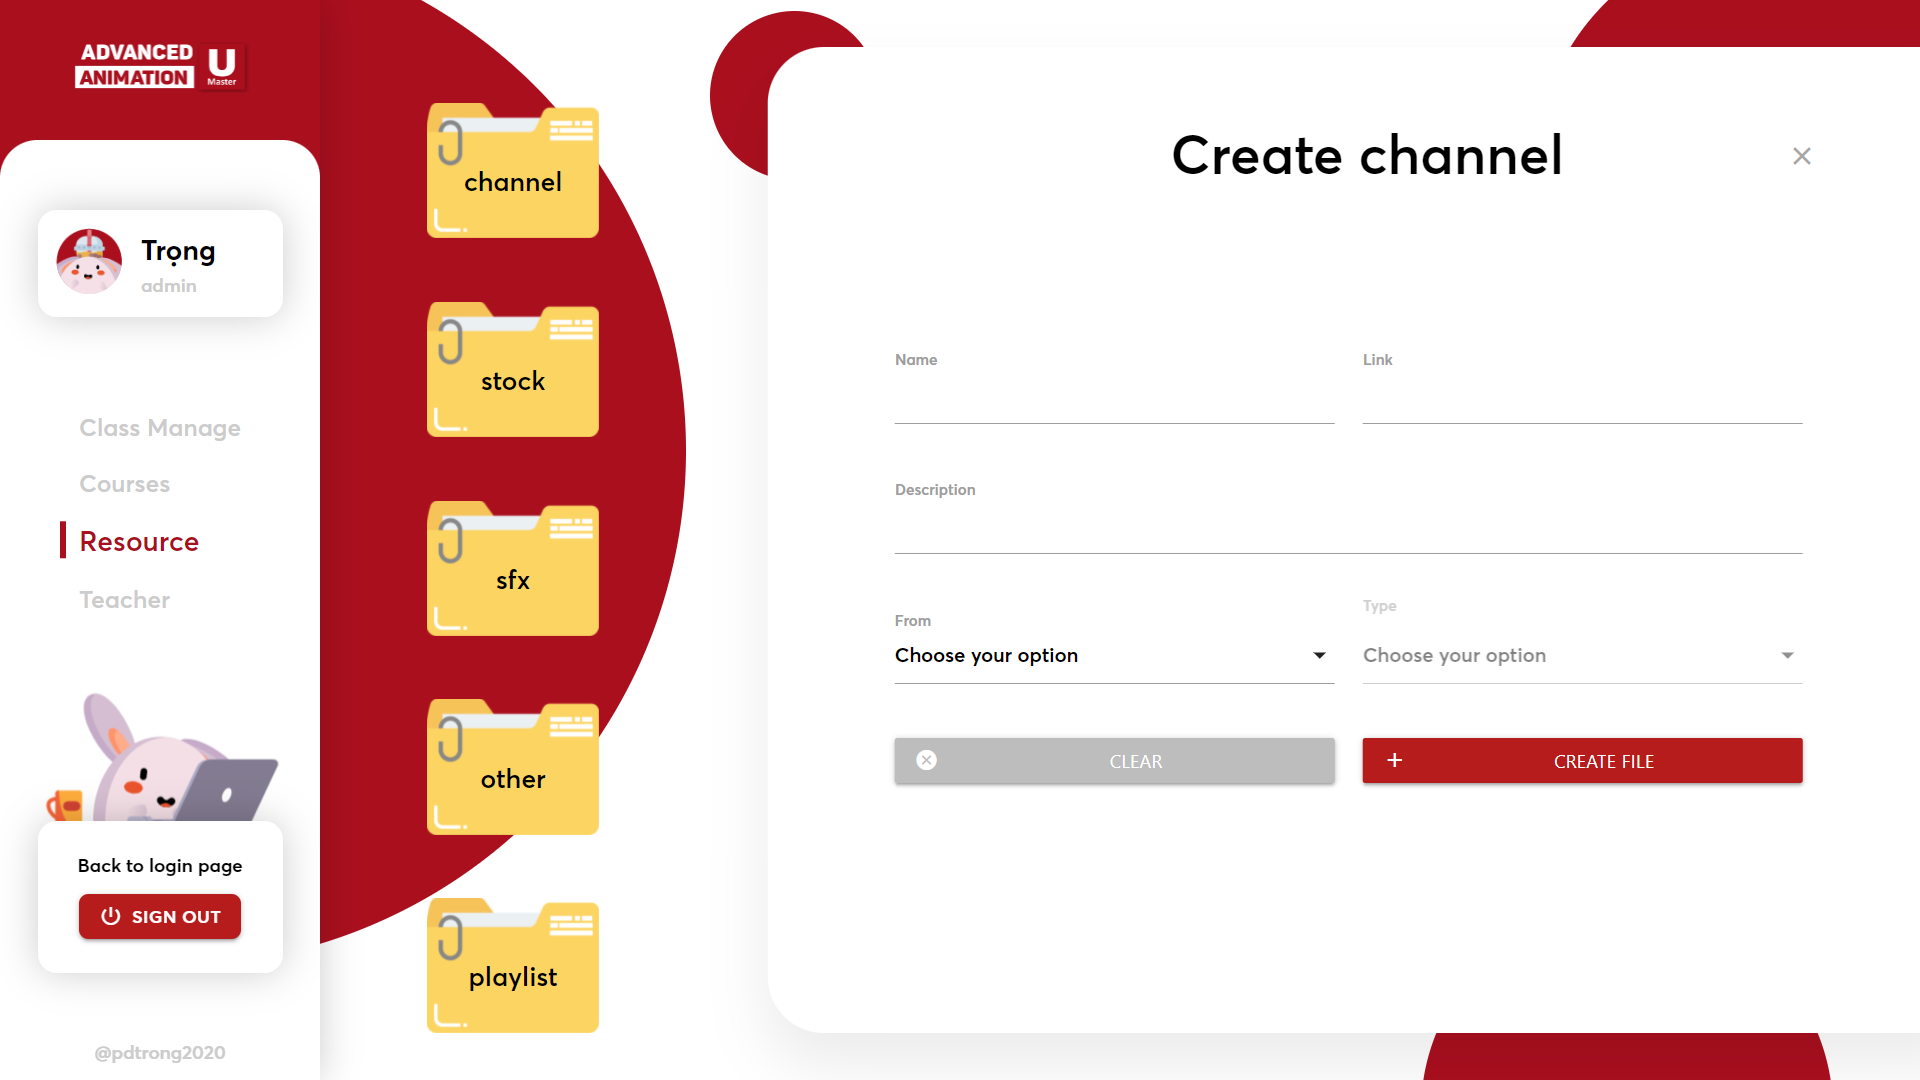 ADVANCED
ANIMATION
U
Master
Trọng
admin
Class Manage
Courses
Resource
Teacher
Back to login page
SIGN OUT
@pdtrong2020
channel
stock
sfx
other
playlist
Create channel
Name
Link
Description
From
Choose your option
Type
Choose your option
CLEAR
CREATE FILE